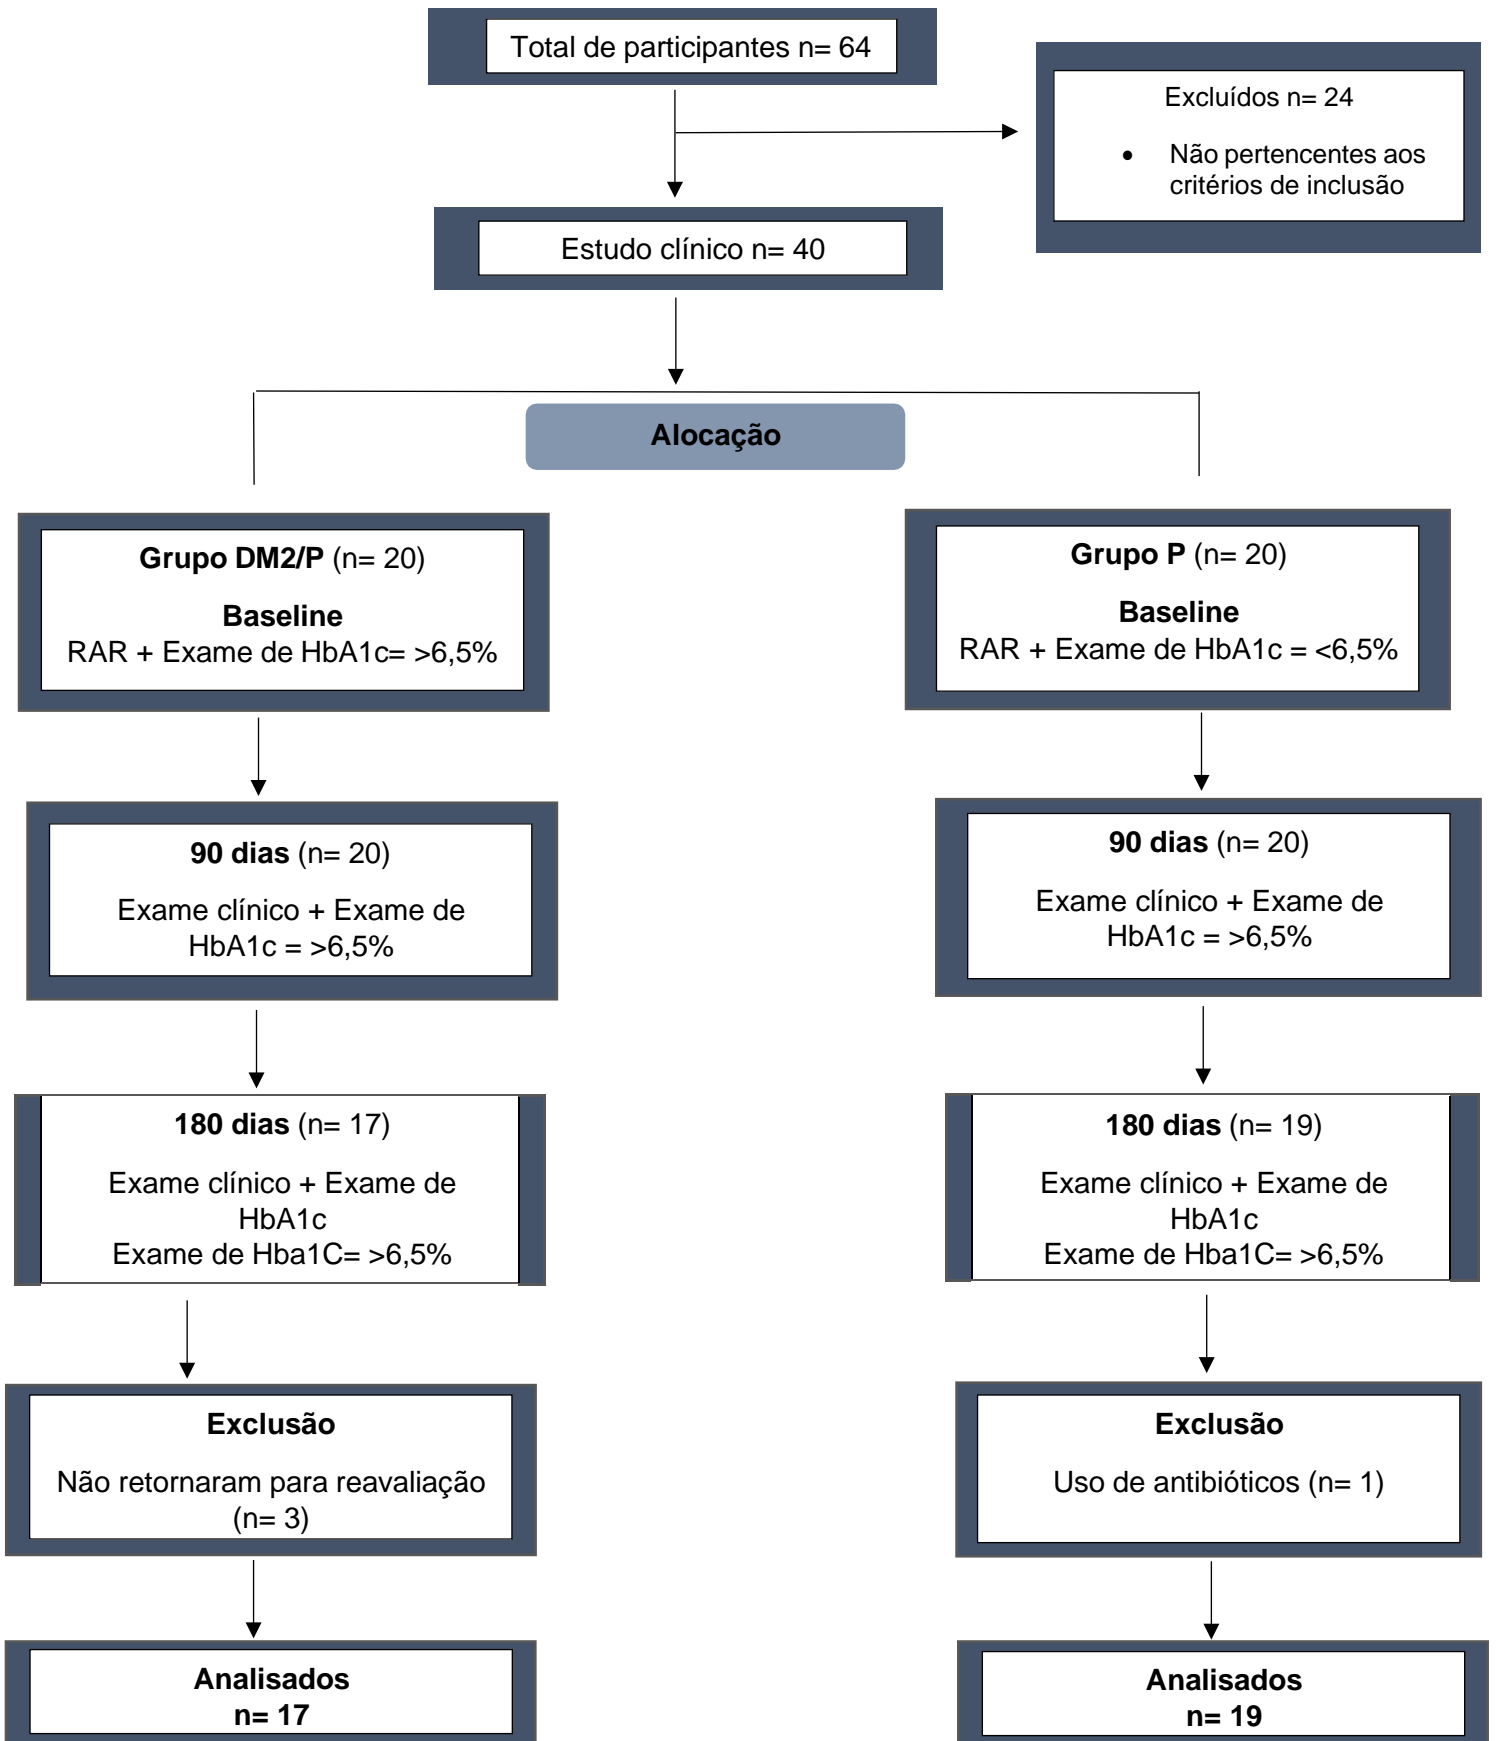 Total de participantes n= 64
Excluídos n= 24
• Não pertencentes aos
critérios de inclusão
Estudo clínico n= 40
Alocação
Grupo DM2/P (n= 20)
Baseline
RAR + Exame de HbA1c= >6,5%
Grupo P (n= 20)
Baseline
RAR + Exame de HbA1c = <6,5%
90 dias (n= 20)
Exame clínico + Exame de
HbA1c = >6,5%
90 dias (n= 20)
Exame clínico + Exame de
HbA1c = >6,5%
180 dias (n= 17)
Exame clínico + Exame de
HbA1c
Exame de Hba1C= >6,5%
180 dias (n= 19)
Exame clínico + Exame de
HbA1c
Exame de Hba1C= >6,5%
Exclusão
Não retornaram para reavaliação
(n= 3)
Exclusão
Uso de antibióticos (n= 1)
Analisados
n= 17
Analisados
n= 19